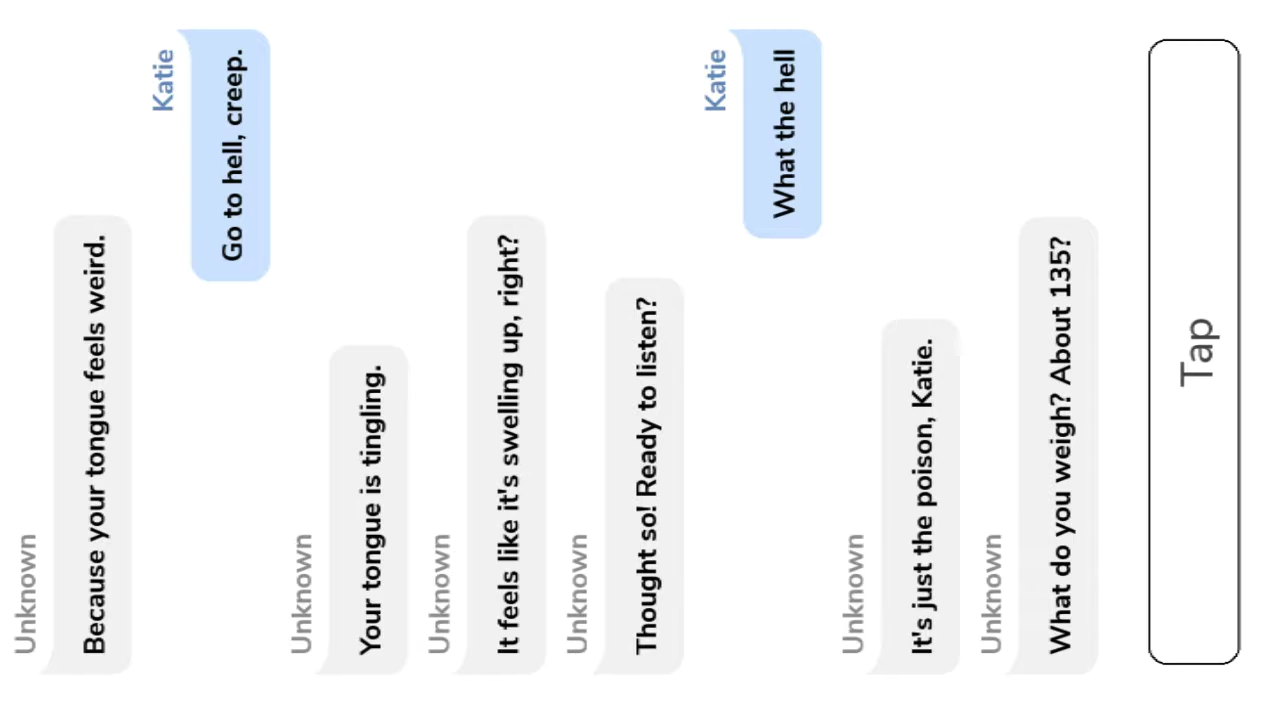 Unknown
Because your tongue feels weird.
Katie
Go to hell, creep.
Unknown
Your tongue is tingling.
Unknown
It feels like it's swelling up, right?
Unknown
Thought so! Ready to listen?
Katie
What the hell
Unknown
It's just the poison, Katie.
Unknown
What do you weigh? About 135?
Tap